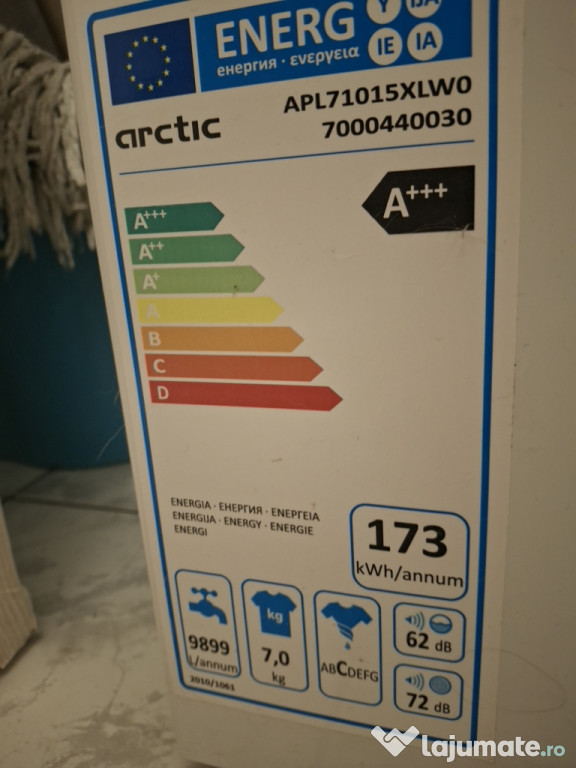 ENERG
Y IJA
енергия · ενεργεια
IE IA
arctic
APL71015XLW0
7000440030
A+++
A+++
A++
A+
A
B
C
D
ENERGIA · ЕНЕРГИЯ · ΕΝΕΡΓΕΙΑ
ENERGIJA · ENERGY · ENERGIE
ENERGI
173
kWh/annum
9899
L/annum
kg
7,0
kg
ABCDEFG
62 dB
72 dB
2010/1061
lajumate.ro